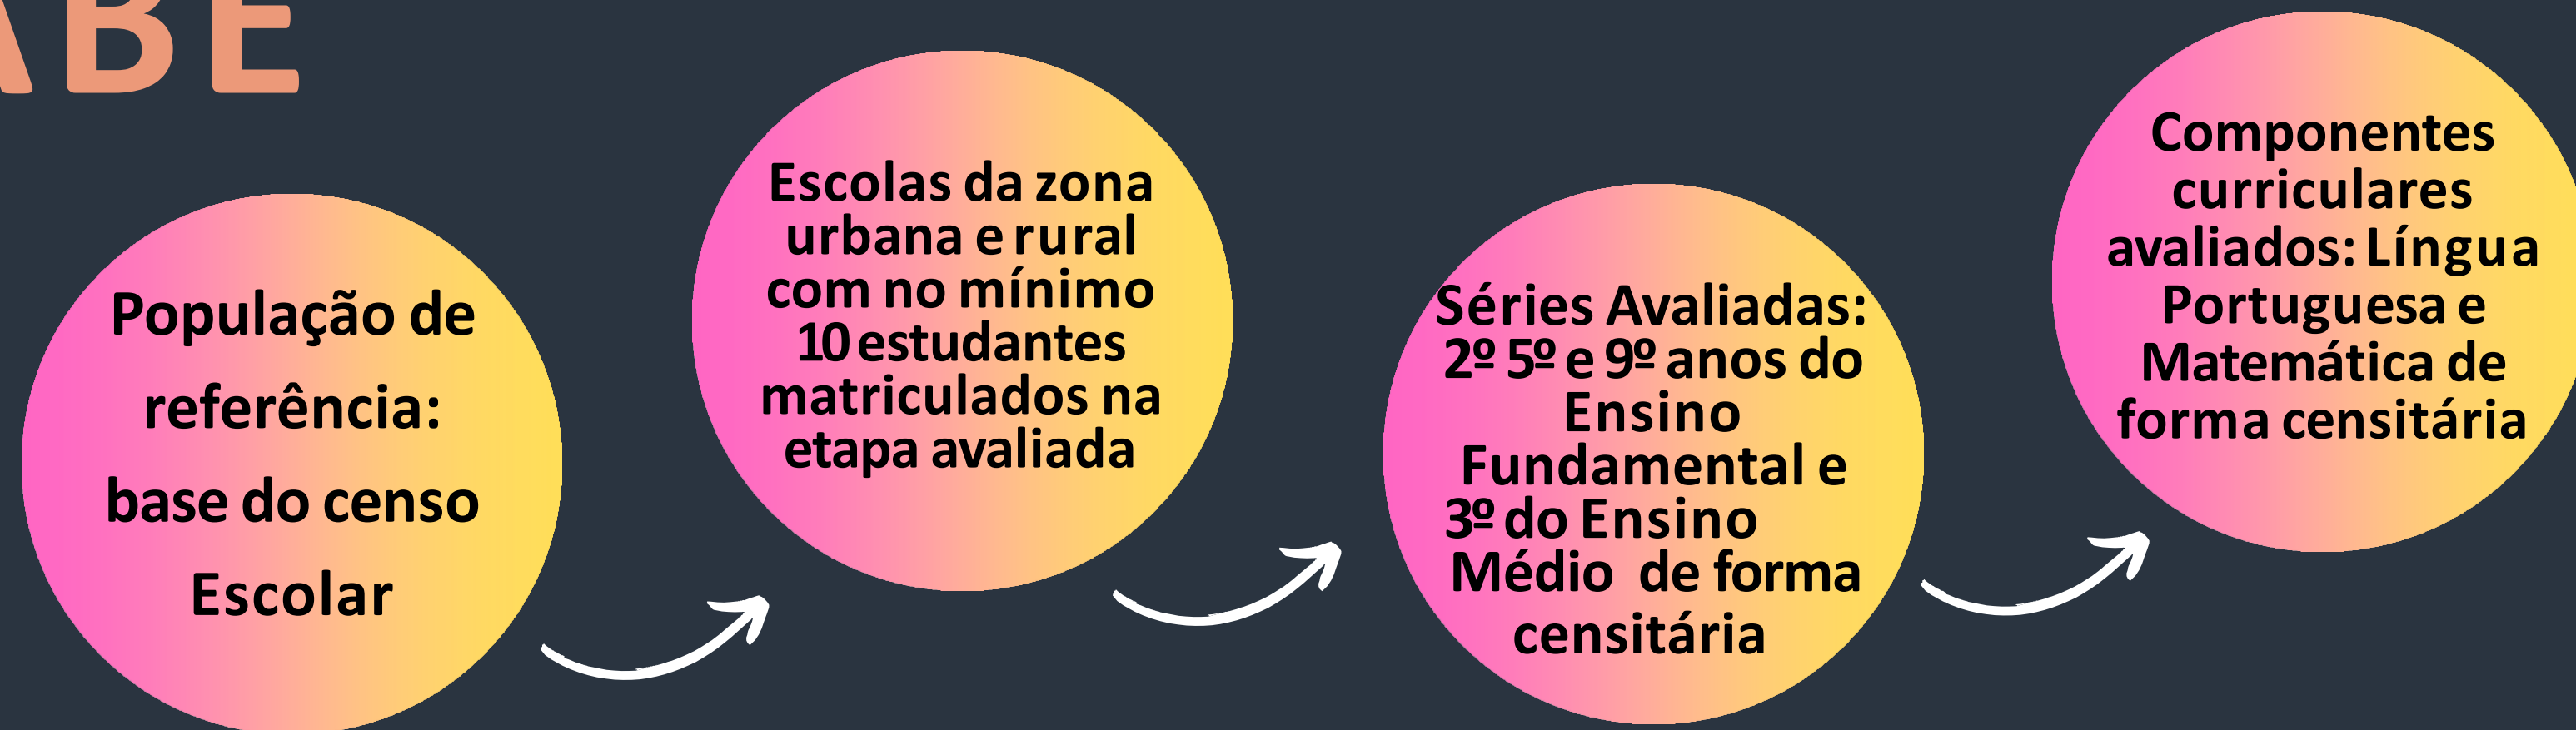 ABE
População de
referência:
base do censo
Escolar
Escolas da zona
urbana e rural
com no mínimo
10 estudantes
matriculados na
etapa avaliada
Séries Avaliadas:
2º 5º e 9º anos do
Ensino
Fundamental e
3º do Ensino
Médio de forma
censitária
Componentes
curriculares
avaliados: Língua
Portuguesa e
Matemática de
forma censitária